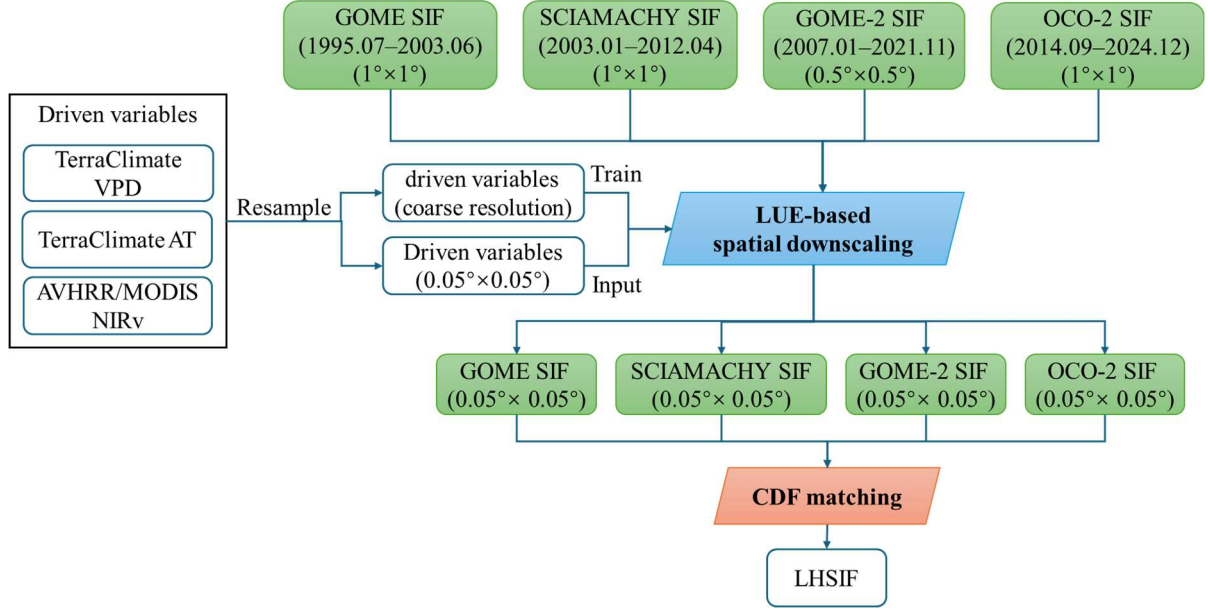 GOME SIF
(1995.07–2003.06)
(1°×1°)
SCIAMACHY SIF
(2003.01–2012.04)
(1°×1°)
GOME-2 SIF
(2007.01–2021.11)
(0.5°×0.5°)
OCO-2 SIF
(2014.09–2024.12)
(1°×1°)
Driven variables
TerraClimate
VPD
TerraClimate AT
AVHRR/MODIS
NIRv
Resample
driven variables
(coarse resolution)
Driven variables
(0.05°×0.05°)
Train
Input
LUE-based
spatial downscaling
GOME SIF
(0.05°× 0.05°)
SCIAMACHY SIF
(0.05°× 0.05°)
GOME-2 SIF
(0.05°× 0.05°)
OCO-2 SIF
(0.05°× 0.05°)
CDF matching
LHSIF